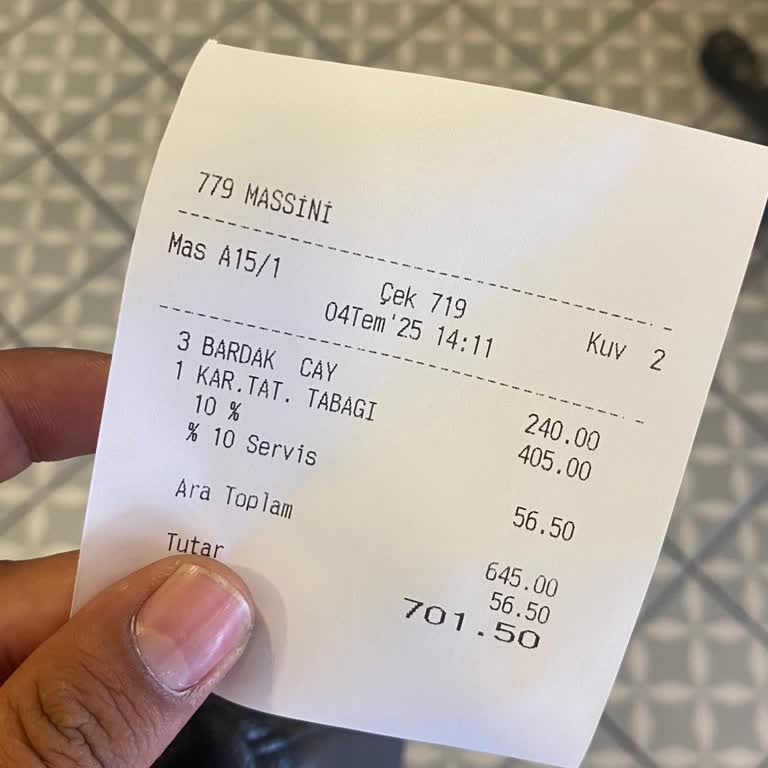 779 MASSİNİ
Mas A15/1 Çek 719 Kuv 2
04Tem'25 14:11
3 BARDAK CAY 240.00
1 KAR.TAT. TABAGI 405.00
10 %
% 10 Servis 56.50
Ara Toplam 645.00
56.50
Tutar 701.50